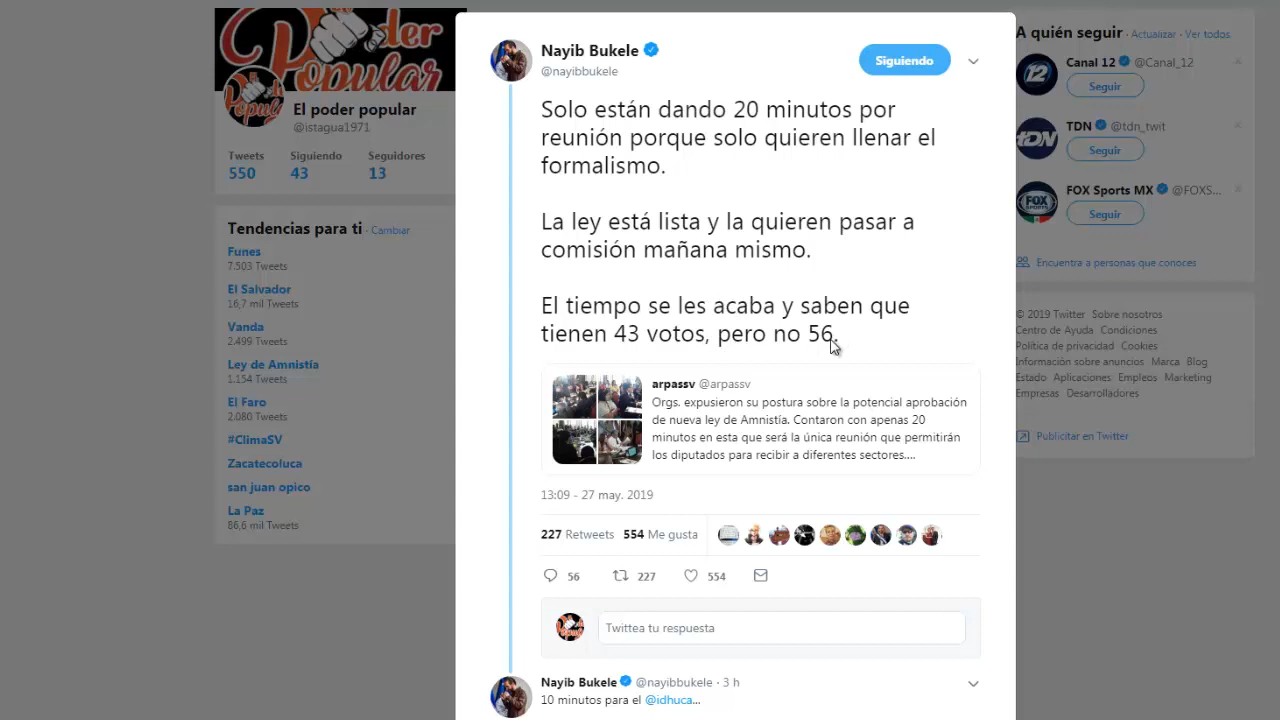 der
Popular
El poder popular
@istagua1971
Tweets Siguiendo Seguidores
550 43 13
Tendencias para ti · Cambiar
Funes
7.503 Tweets
El Salvador
16,7 mil Tweets
Vanda
2.499 Tweets
Ley de Amnistía
1.154 Tweets
El Faro
2.080 Tweets
#ClimaSV
Zacatecoluca
san juan opico
La Paz
86,6 mil Tweets
Nayib Bukele
@nayibbukele
Siguiendo
Solo están dando 20 minutos por
reunión porque solo quieren llenar el
formalismo.
La ley está lista y la quieren pasar a
comisión mañana mismo.
El tiempo se les acaba y saben que
tienen 43 votos, pero no 56.
arpassv @arpassv
Orgs. expusieron su postura sobre la potencial aprobación
de nueva ley de Amnistía. Contaron con apenas 20
minutos en esta que será la única reunión que permitirán
los diputados para recibir a diferentes sectores....
13:09 - 27 may. 2019
227 Retweets 554 Me gusta
56 227 554
Twittea tu respuesta
Nayib Bukele @nayibbukele · 3 h
10 minutos para el @idhuca...
A quién seguir · Actualizar · Ver todos
Canal 12 @Canal_12
Seguir
TDN @tdn_twit
Seguir
FOX Sports MX @FOXS...
Seguir
Encuentra a personas que conoces
© 2019 Twitter Sobre nosotros
Centro de Ayuda Condiciones
Política de privacidad Cookies
Información sobre anuncios Marca Blog
Estado Aplicaciones Empleos Marketing
Empresas Desarrolladores
Publicitar en Twitter